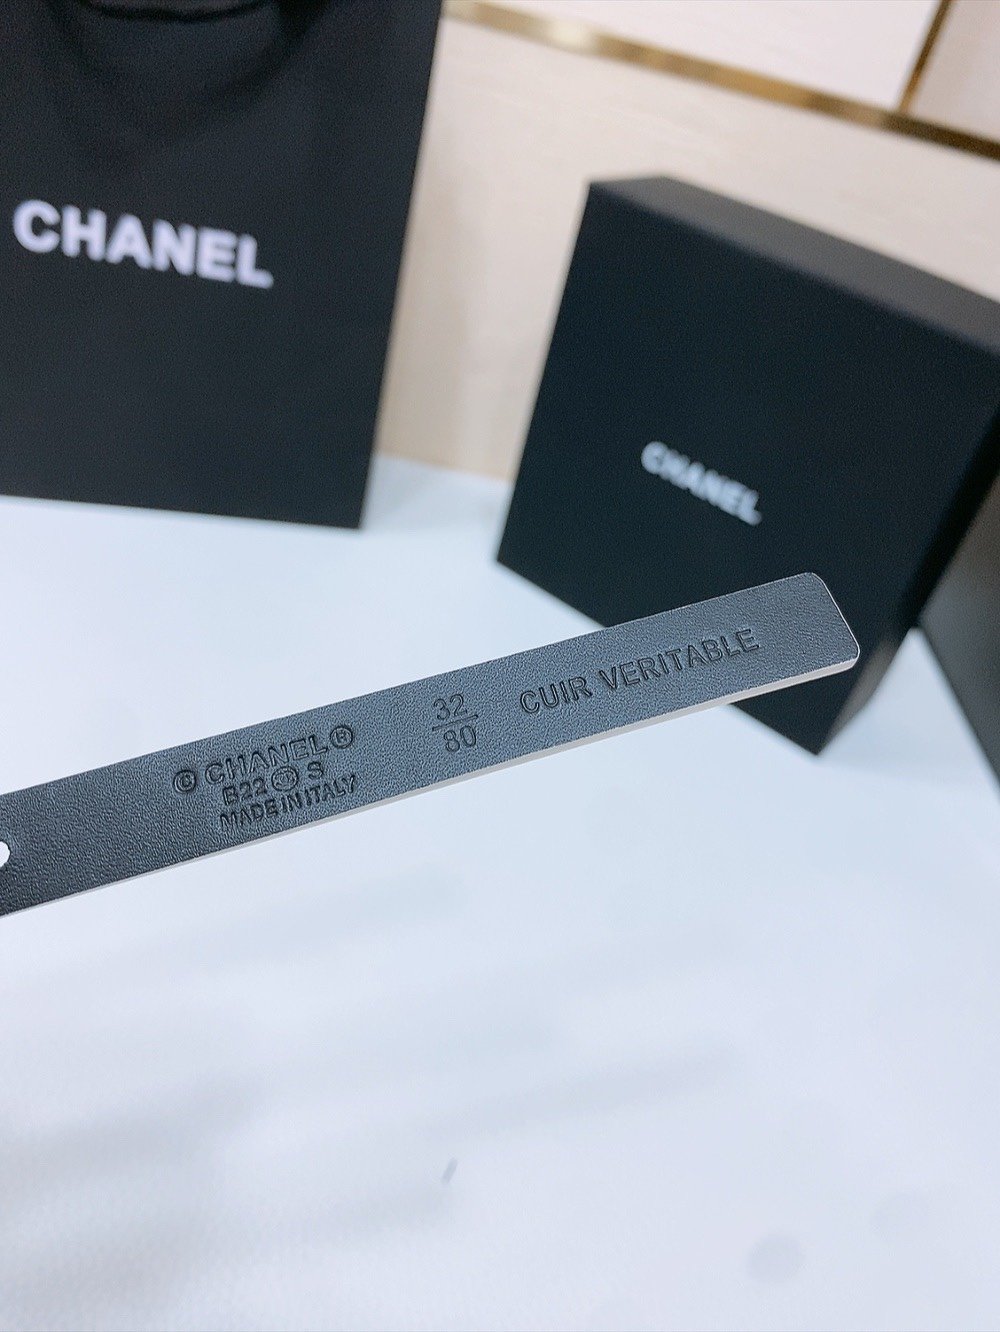 CHANEL
CHANEL
© CHANEL ®
B22 S
MADE IN ITALY
32
80
CUIR VERITABLE